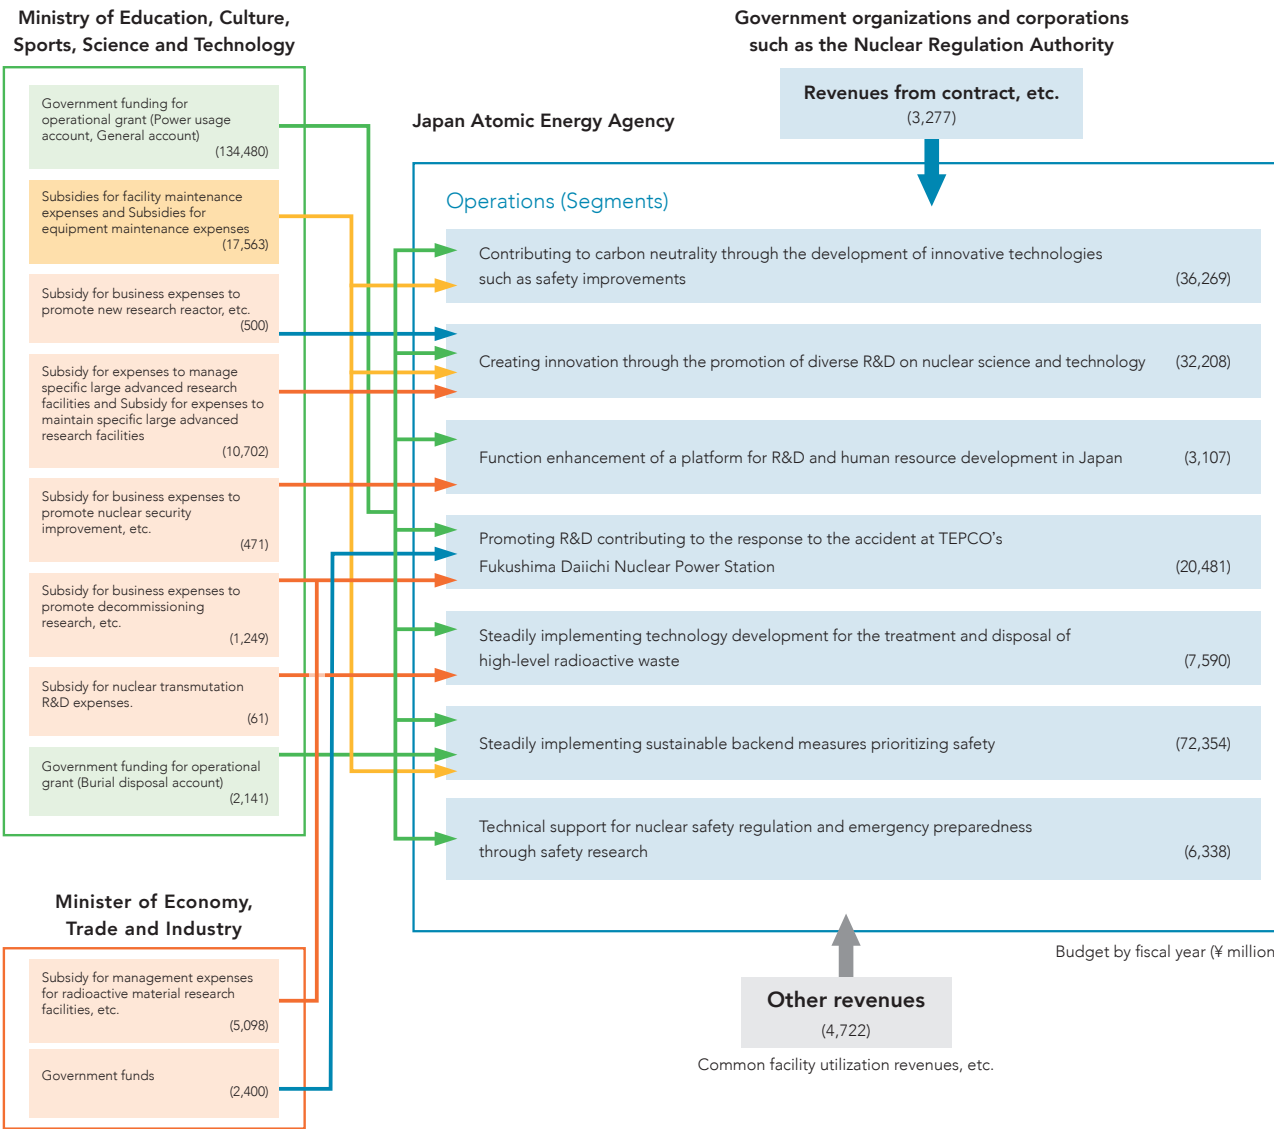 Ministry of Education, Culture,
Sports, Science and Technology
Government funding for
operational grant (Power usage
account, General account)
(134,480)
Subsidies for facility maintenance
expenses and Subsidies for
equipment maintenance expenses
(17,563)
Subsidy for business expenses to
promote new research reactor, etc.
(500)
Subsidy for expenses to manage
specific large advanced research
facilities and Subsidy for expenses to
maintain specific large advanced
research facilities
(10,702)
Subsidy for business expenses to
promote nuclear security
improvement, etc.
(471)
Subsidy for business expenses to
promote decommissioning
research, etc.
(1,249)
Subsidy for nuclear transmutation
R&D expenses.
(61)
Government funding for operational
grant (Burial disposal account)
(2,141)
Minister of Economy,
Trade and Industry
Subsidy for management expenses
for radioactive material research
facilities, etc.
(5,098)
Government funds
(2,400)
Government organizations and corporations
such as the Nuclear Regulation Authority
Revenues from contract, etc.
(3,277)
Japan Atomic Energy Agency
Operations (Segments)
Contributing to carbon neutrality through the development of innovative technologies
such as safety improvements
(36,269)
Creating innovation through the promotion of diverse R&D on nuclear science and technology
(32,208)
Function enhancement of a platform for R&D and human resource development in Japan
(3,107)
Promoting R&D contributing to the response to the accident at TEPCO's
Fukushima Daiichi Nuclear Power Station
(20,481)
Steadily implementing technology development for the treatment and disposal of
high-level radioactive waste
(7,590)
Steadily implementing sustainable backend measures prioritizing safety
(72,354)
Technical support for nuclear safety regulation and emergency preparedness
through safety research
(6,338)
Budget by fiscal year (¥ million
Other revenues
(4,722)
Common facility utilization revenues, etc.